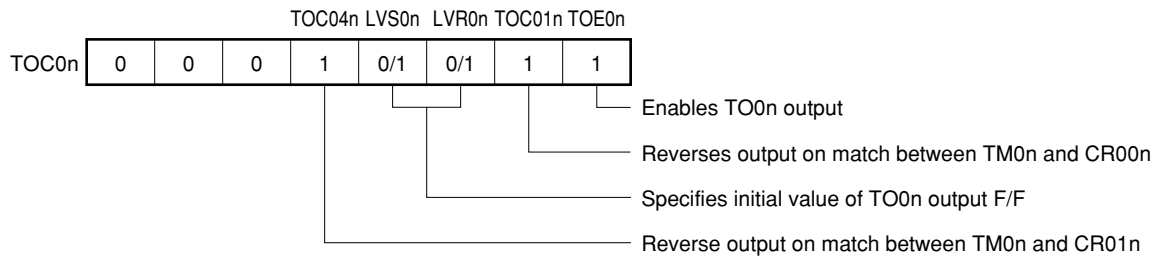 TOC04n LVS0n LVR0n TOC01n TOE0n
TOC0n 0 0 0 1 0/1 0/1 1 1
Enables TO0n output
Reverses output on match between TM0n and CR00n
Specifies initial value of TO0n output F/F
Reverse output on match between TM0n and CR01n